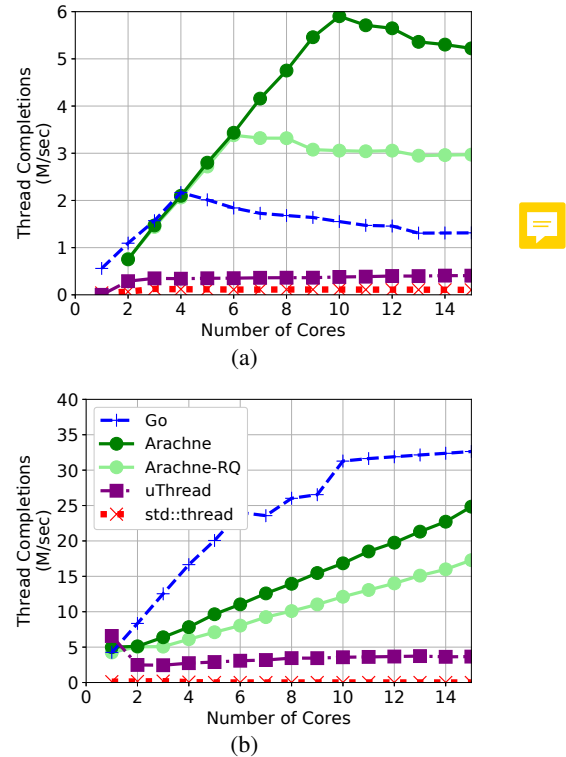 6
5
4
3
2
1
0
Thread Completions
(M/sec)
0 2 4 6 8 10 12 14
Number of Cores
(a)
40
35
30
25
20
15
10
5
0
Thread Completions
(M/sec)
Go
Arachne
Arachne-RQ
uThread
std::thread
0 2 4 6 8 10 12 14
Number of Cores
(b)